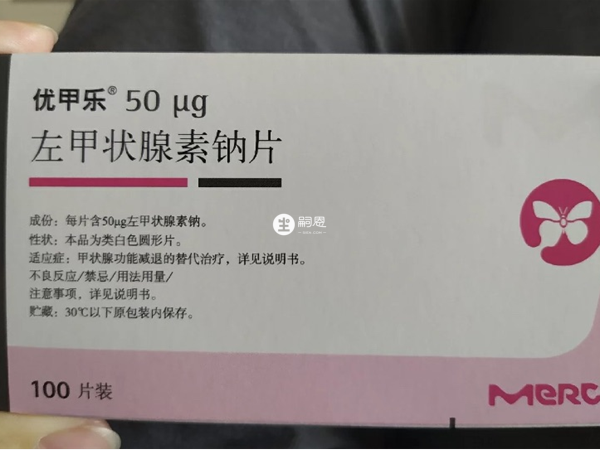 优甲乐® 50 μg
左甲状腺素钠片
成份：每片含50μg左甲状腺素钠。
性状：本品为类白色圆形片。
适应症：甲状腺功能减退的替代治疗，详见说明书。
不良反应/禁忌/用法用量/
注意事项，详见说明书。
贮藏：30℃以下原包装内保存。
嗣恩
100 片装
MERC